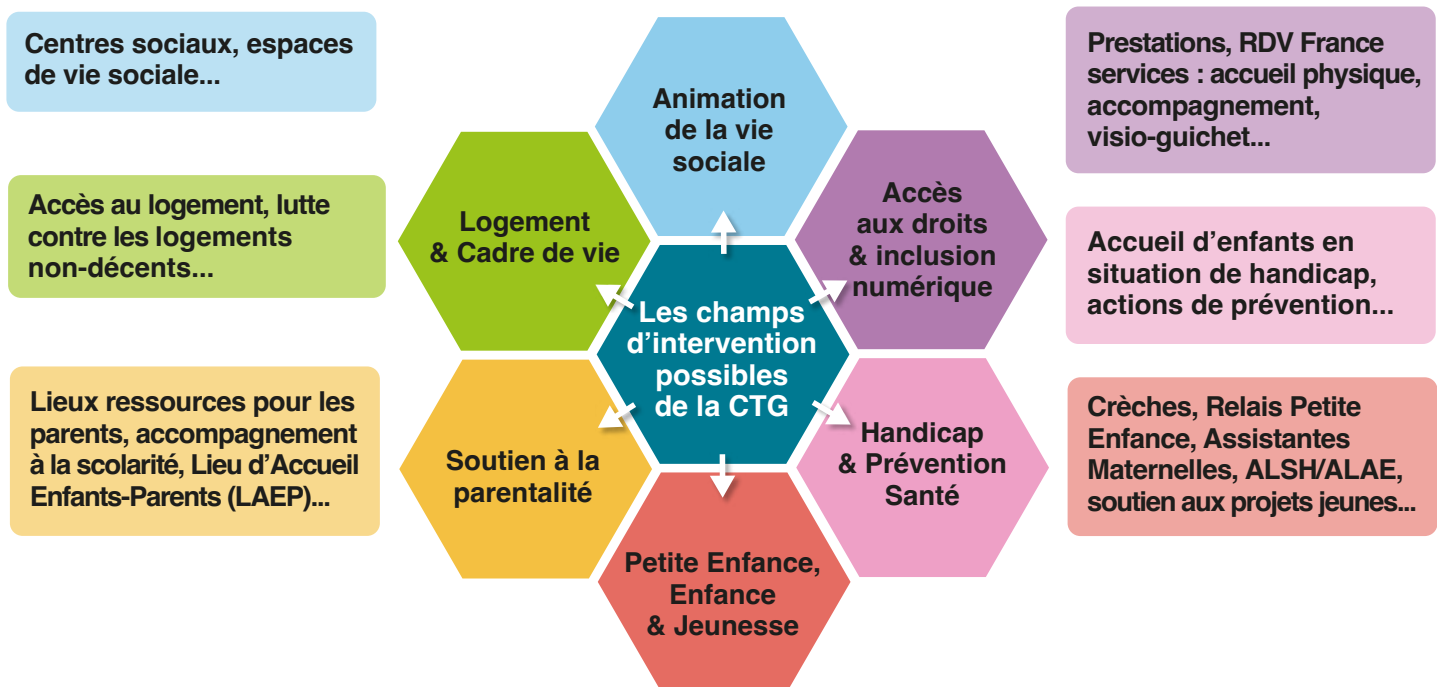 Centres sociaux, espaces
de vie sociale...
Accès au logement, lutte
contre les logements
non-décents...
Lieux ressources pour les
parents, accompagnement
à la scolarité, Lieu d'Accueil
Enfants-Parents (LAEP)...
Animation
de la vie
sociale
Logement
& Cadre de vie
Accès
aux droits
& inclusion
numérique
Les champs
d'intervention
possibles
de la CTG
Soutien à la
parentalité
Handicap
& Prévention
Santé
Petite Enfance,
Enfance
& Jeunesse
Prestations, RDV France
services : accueil physique,
accompagnement,
visio-guichet...
Accueil d'enfants en
situation de handicap,
actions de prévention...
Crèches, Relais Petite
Enfance, Assistantes
Maternelles, ALSH/ALAE,
soutien aux projets jeunes...